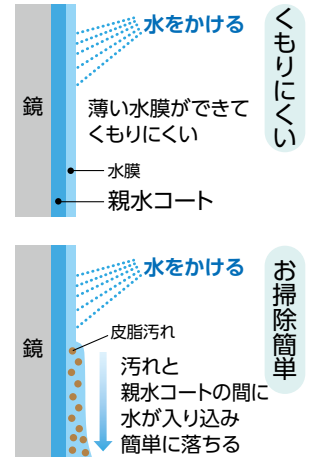 くもりにくい
水をかける
鏡
薄い水膜ができて
くもりにくい
水膜
親水コート
お掃除簡単
水をかける
鏡
皮脂汚れ
汚れと
親水コートの間に
水が入り込み
簡単に落ちる